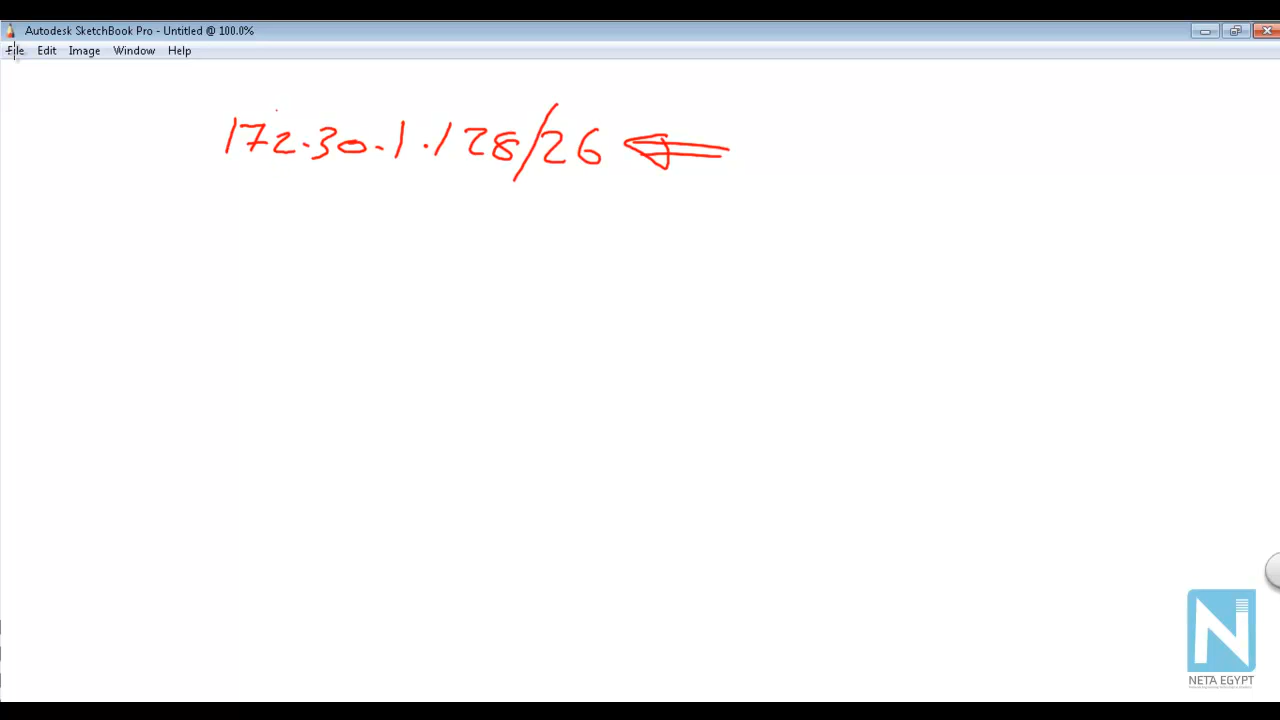 Autodesk SketchBook Pro - Untitled @ 100.0%
File Edit Image Window Help
172.30.1.128/26
NETA EGYPT